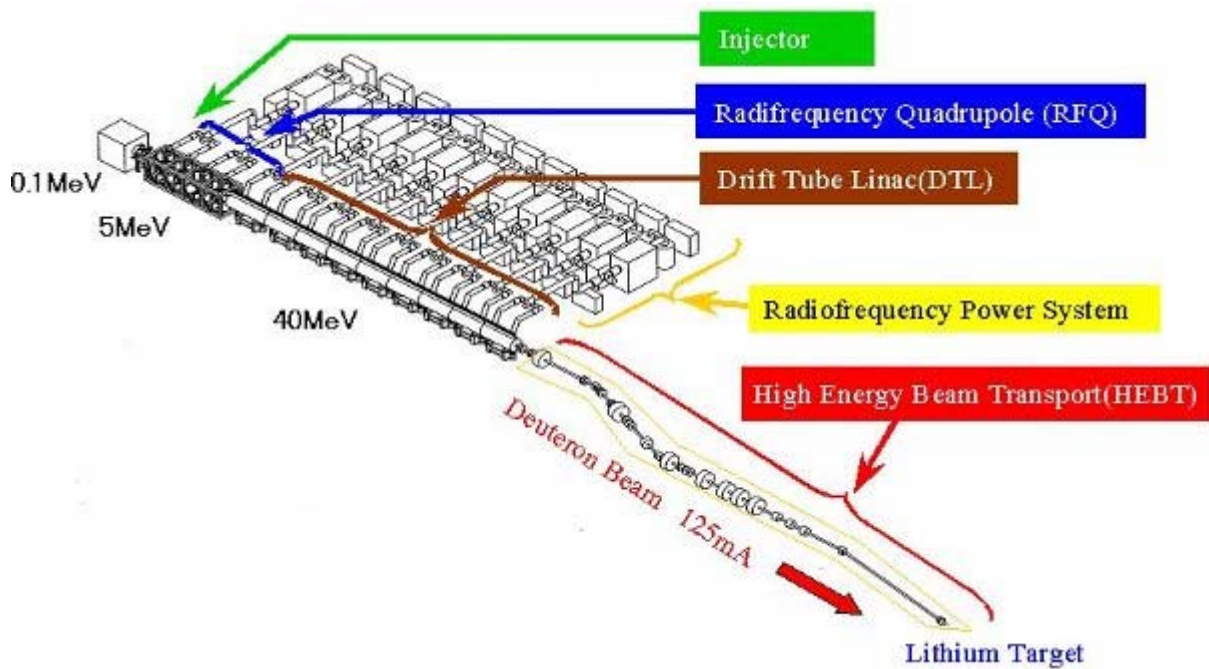 Injector
Radifrequency Quadrupole (RFQ)
Drift Tube Linac(DTL)
0.1MeV
5MeV
40MeV
Radiofrequency Power System
High Energy Beam Transport(HEBT)
Deuteron Beam 125mA
Lithium Target